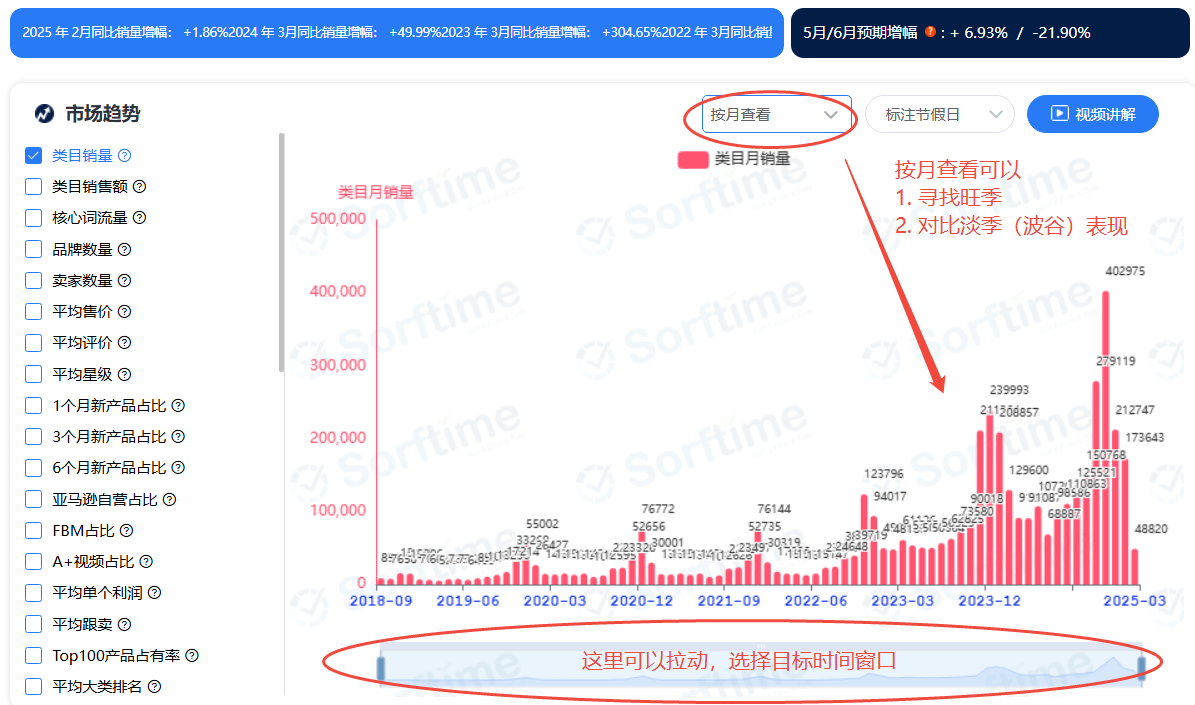 2025 年 2月同比销量增幅： +1.86%2024 年 3月同比销量增幅： +49.99%2023 年 3月同比销量增幅： +304.65%2022 年 3月同比销
5月/6月预期增幅 ? : + 6.93% / -21.90%
市场趋势
按月查看
标注节假日
视频讲解
类目销量
类目销售额
核心词流量
品牌数量
卖家数量
平均售价
平均评价
平均星级
1个月新产品占比
3个月新产品占比
6个月新产品占比
亚马逊自营占比
FBM占比
A+视频占比
平均单个利润
平均跟卖
Top100产品占有率
平均大类排名
类目月销量
类目月销量
按月查看可以
1. 寻找旺季
2. 对比淡季（波谷）表现
500,000
400,000
300,000
200,000
100,000
0
402975
279119
239993
208857
212747
173643
150768
129600
125521
123796
110863
98586
94017
90018
76772
76144
73580
68887
55002
52656
52735
48820
39719
33259
30001
30319
26427
24648
17214
2018-09
2019-06
2020-03
2020-12
2021-09
2022-06
2023-03
2023-12
2025-03
这里可以拉动，选择目标时间窗口
Sorftime